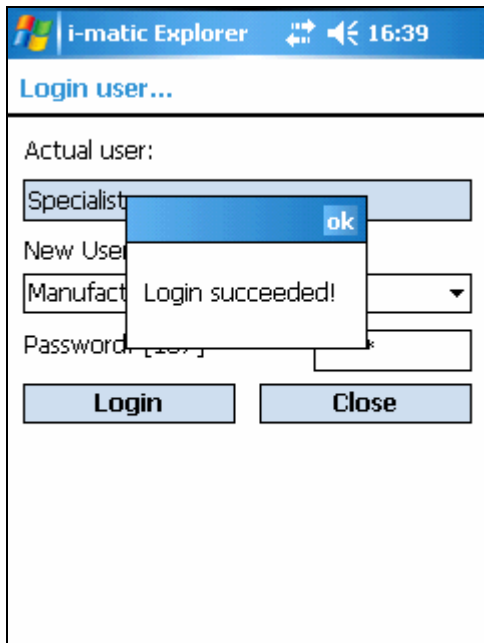 i-matic Explorer 16:39
Login user...
Actual user:
Specialist
ok
New User
Manufact
Login succeeded!
Login Close